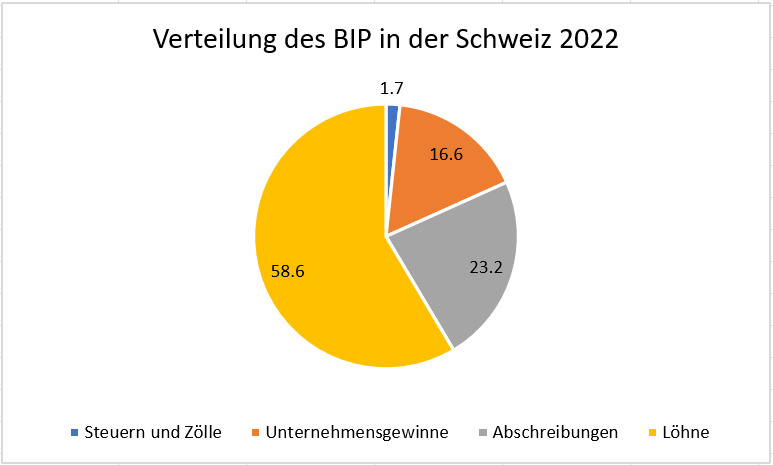 Verteilung des BIP in der Schweiz 2022
1.7
16.6
23.2
58.6
Steuern und Zölle
Unternehmensgewinne
Abschreibungen
Löhne